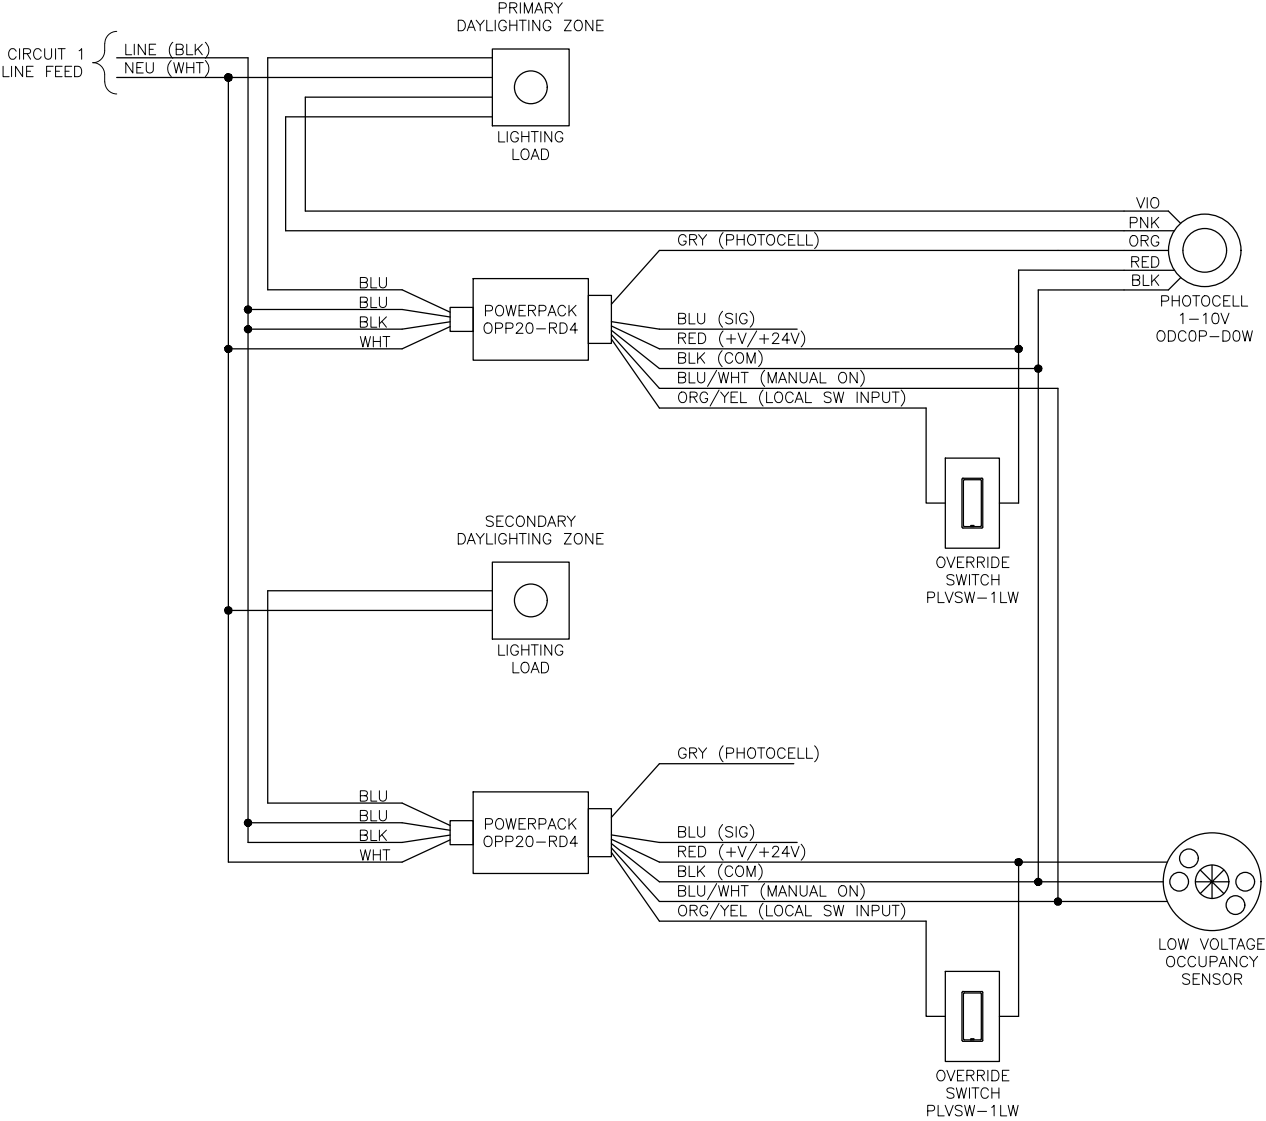 PRIMARY
DAYLIGHTING ZONE
CIRCUIT 1
LINE FEED
LINE (BLK)
NEU (WHT)
LIGHTING
LOAD
VIO
PNK
ORG
RED
BLK
PHOTOCELL
1-10V
ODCOP-DOW
GRY (PHOTOCELL)
BLU
BLU
BLK
WHT
POWERPACK
OPP20-RD4
BLU (SIG)
RED (+V/+24V)
BLK (COM)
BLU/WHT (MANUAL ON)
ORG/YEL (LOCAL SW INPUT)
OVERRIDE
SWITCH
PLVSW-1LW
SECONDARY
DAYLIGHTING ZONE
LIGHTING
LOAD
GRY (PHOTOCELL)
BLU
BLU
BLK
WHT
POWERPACK
OPP20-RD4
BLU (SIG)
RED (+V/+24V)
BLK (COM)
BLU/WHT (MANUAL ON)
ORG/YEL (LOCAL SW INPUT)
LOW VOLTAGE
OCCUPANCY
SENSOR
OVERRIDE
SWITCH
PLVSW-1LW